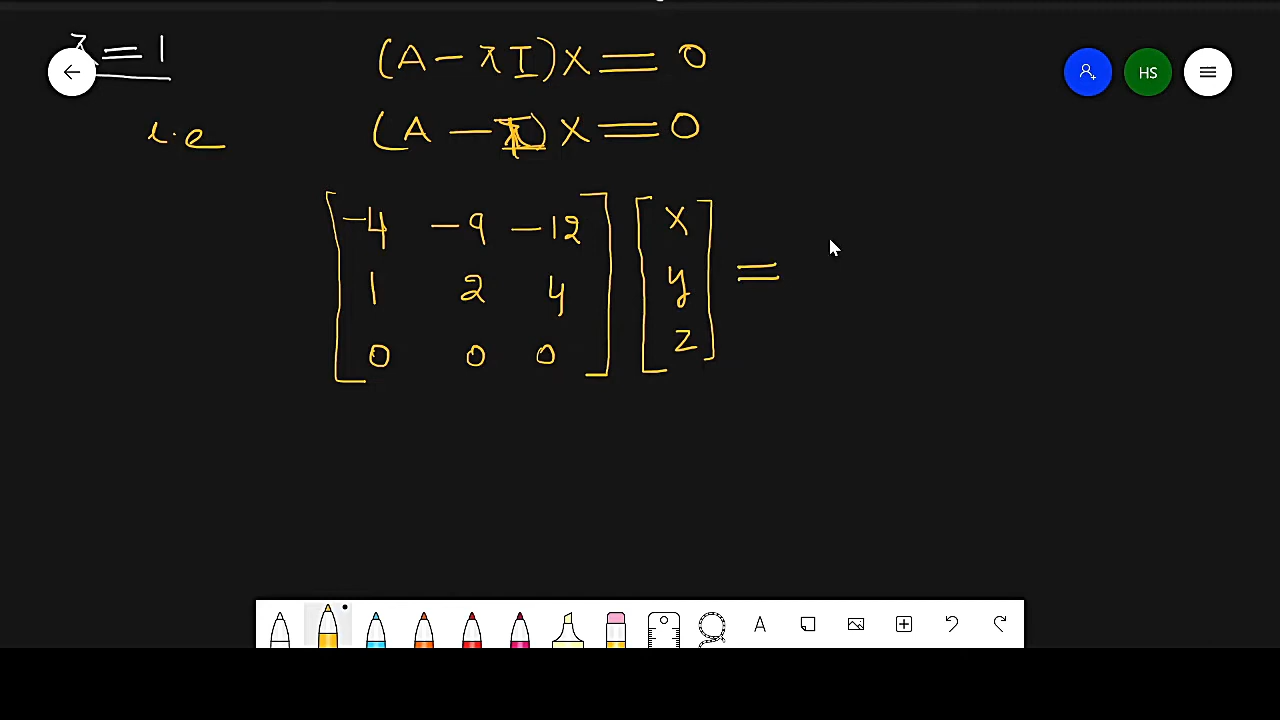 λ = 1
(A - λI)X = 0
i.e (A - I)X = 0
[-4 -9 -12] [x]
[1 2 4] [y] =
[0 0 0] [z]
HS
A